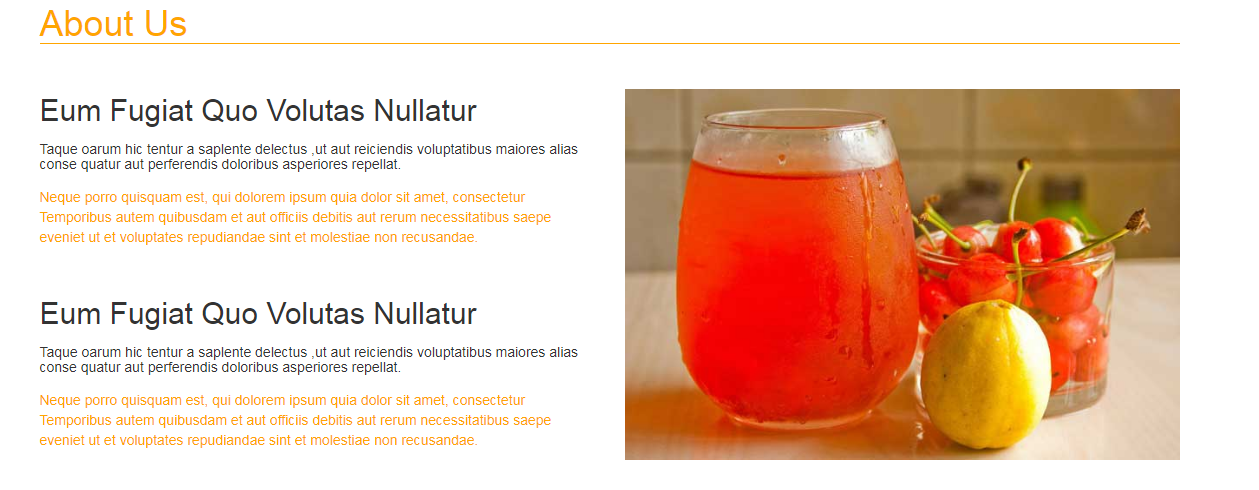 About Us
Eum Fugiat Quo Volutas Nullatur
Taque oarum hic tentur a saplente delectus ,ut aut reiciendis voluptatibus maiores alias
conse quatur aut perferendis doloribus asperiores repellat.
Neque porro quisquam est, qui dolorem ipsum quia dolor sit amet, consectetur
Temporibus autem quibusdam et aut officiis debitis aut rerum necessitatibus saepe
eveniet ut et voluptates repudiandae sint et molestiae non recusandae.
Eum Fugiat Quo Volutas Nullatur
Taque oarum hic tentur a saplente delectus ,ut aut reiciendis voluptatibus maiores alias
conse quatur aut perferendis doloribus asperiores repellat.
Neque porro quisquam est, qui dolorem ipsum quia dolor sit amet, consectetur
Temporibus autem quibusdam et aut officiis debitis aut rerum necessitatibus saepe
eveniet ut et voluptates repudiandae sint et molestiae non recusandae.